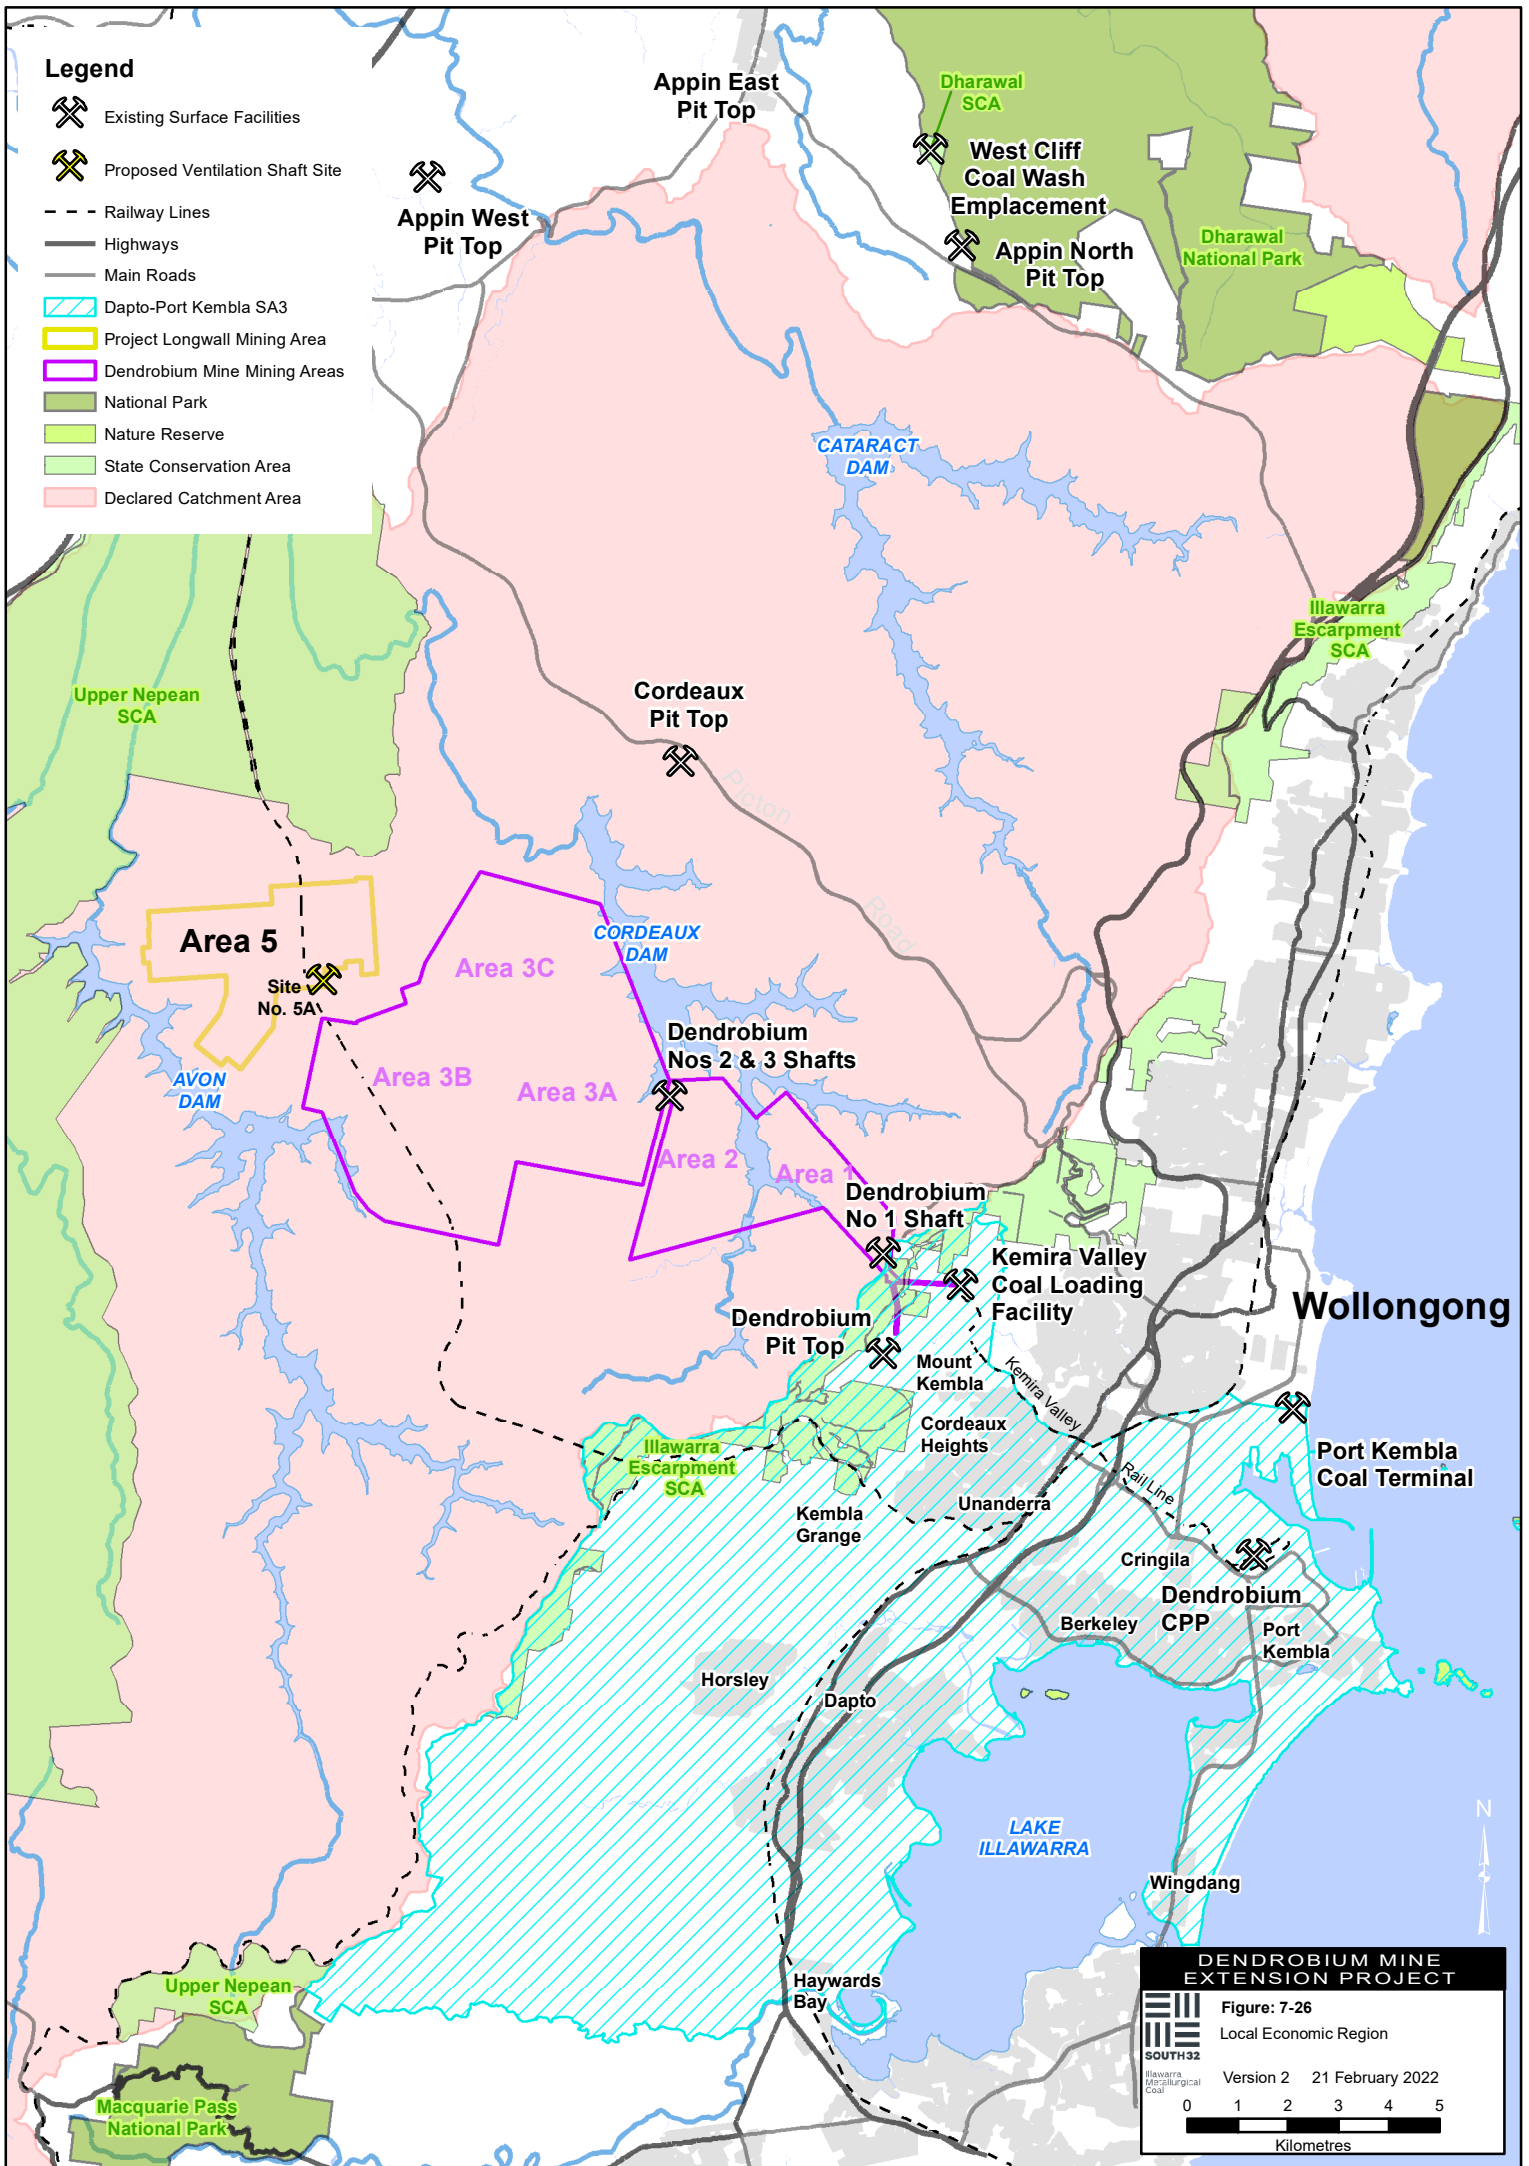 Legend
Existing Surface Facilities
Proposed Ventilation Shaft Site
Railway Lines
Highways
Main Roads
Dapto-Port Kembla SA3
Project Longwall Mining Area
Dendrobium Mine Mining Areas
National Park
Nature Reserve
State Conservation Area
Declared Catchment Area
Appin East
Pit Top
Dharawal
SCA
West Cliff
Coal Wash
Emplacement
Appin West
Pit Top
Appin North
Pit Top
Dharawal
National Park
CATARACT
DAM
Illawarra
Escarpment
SCA
Upper Nepean
SCA
Cordeaux
Pit Top
Picton
Road
Area 5
Site
No. 5A
Area 3C
CORDEAUX
DAM
Dendrobium
Nos 2 & 3 Shafts
AVON
DAM
Area 3B
Area 3A
Area 2
Area 1
Dendrobium
No 1 Shaft
Kemira Valley
Coal Loading
Facility
Wollongong
Dendrobium
Pit Top
Mount
Kembla
Kemira Valley
Cordeaux
Heights
Illawarra
Escarpment
SCA
Port Kembla
Coal Terminal
Rail Line
Kembla
Grange
Unanderra
Cringila
Dendrobium
CPP
Berkeley
Port
Kembla
Horsley
Dapto
LAKE
ILLAWARRA
Wingdang
N
Upper Nepean
SCA
Haywards
Bay
Macquarie Pass
National Park
DENDROBIUM MINE
EXTENSION PROJECT
SOUTH32
Illawarra
Metallurgical
Coal
Figure: 7-26
Local Economic Region
Version 2 21 February 2022
0 1 2 3 4 5
Kilometres